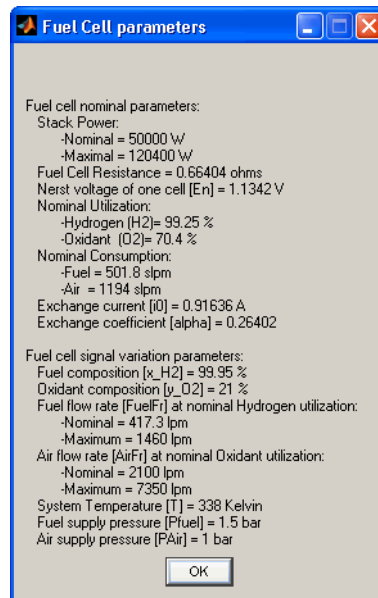 Fuel Cell parameters
Fuel cell nominal parameters:
Stack Power:
-Nominal = 50000 W
-Maximal = 120400 W
Fuel Cell Resistance = 0.66404 ohms
Nerst voltage of one cell [En] = 1.1342 V
Nominal Utilization:
-Hydrogen (H2)= 99.25 %
-Oxidant (O2)= 70.4 %
Nominal Consumption:
-Fuel = 501.8 slpm
-Air = 1194 slpm
Exchange current [i0] = 0.91636 A
Exchange coefficient [alpha] = 0.26402
Fuel cell signal variation parameters:
Fuel composition [x_H2] = 99.95 %
Oxidant composition [y_O2] = 21 %
Fuel flow rate [FuelFr] at nominal Hydrogen utilization:
-Nominal = 417.3 lpm
-Maximum = 1460 lpm
Air flow rate [AirFr] at nominal Oxidant utilization:
-Nominal = 2100 lpm
-Maximum = 7350 lpm
System Temperature [T] = 338 Kelvin
Fuel supply pressure [Pfuel] = 1.5 bar
Air supply pressure [PAir] = 1 bar
OK